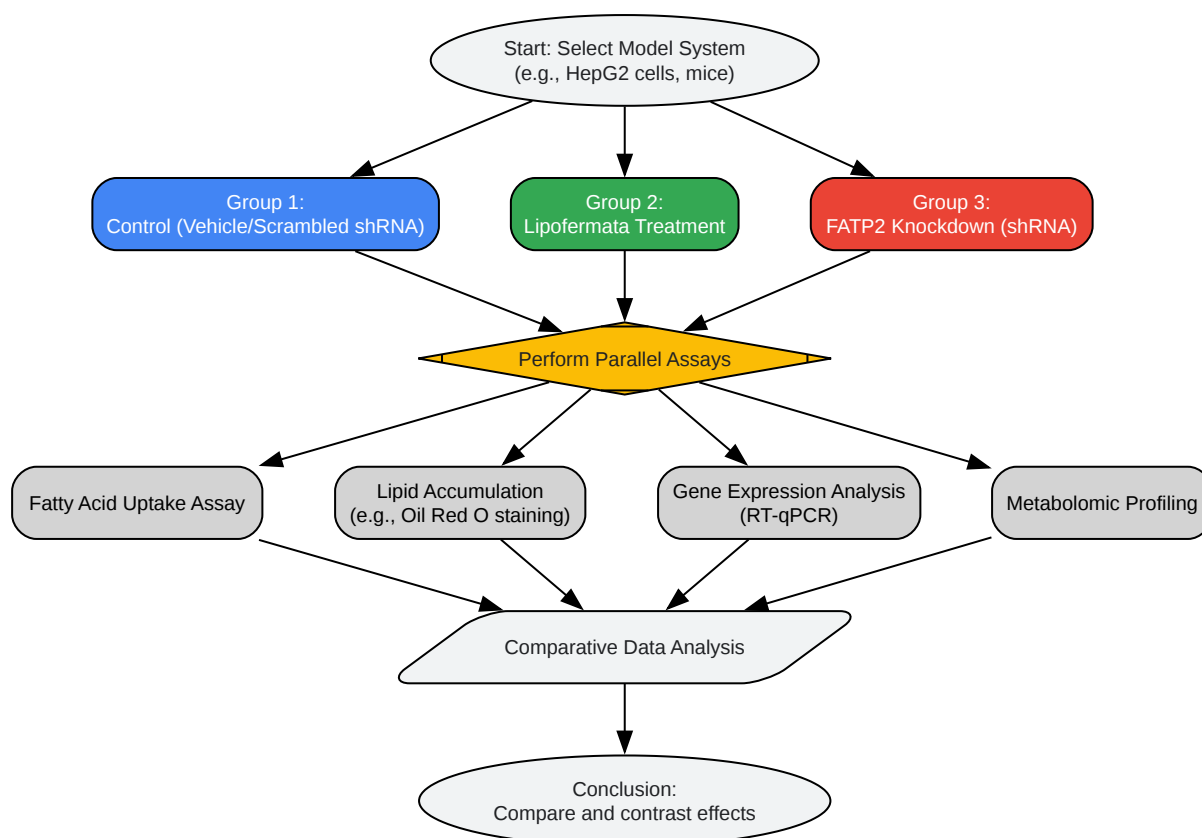 Start: Select Model System
(e.g., HepG2 cells, mice)
Group 1:
Control (Vehicle/Scrambled shRNA)
Group 2:
Lipofermata Treatment
Group 3:
FATP2 Knockdown (shRNA)
Perform Parallel Assays
Fatty Acid Uptake Assay
Lipid Accumulation
(e.g., Oil Red O staining)
Gene Expression Analysis
(RT-qPCR)
Metabolomic Profiling
Comparative Data Analysis
Conclusion:
Compare and contrast effects